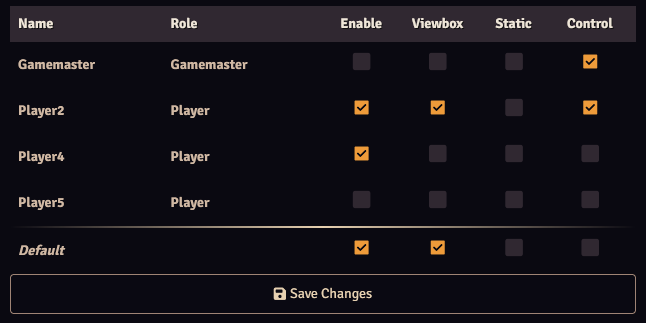 Name Role Enable Viewbox Static Control
Gamemaster Gamemaster
Player2 Player
Player4 Player
Player5 Player
Default
Save Changes